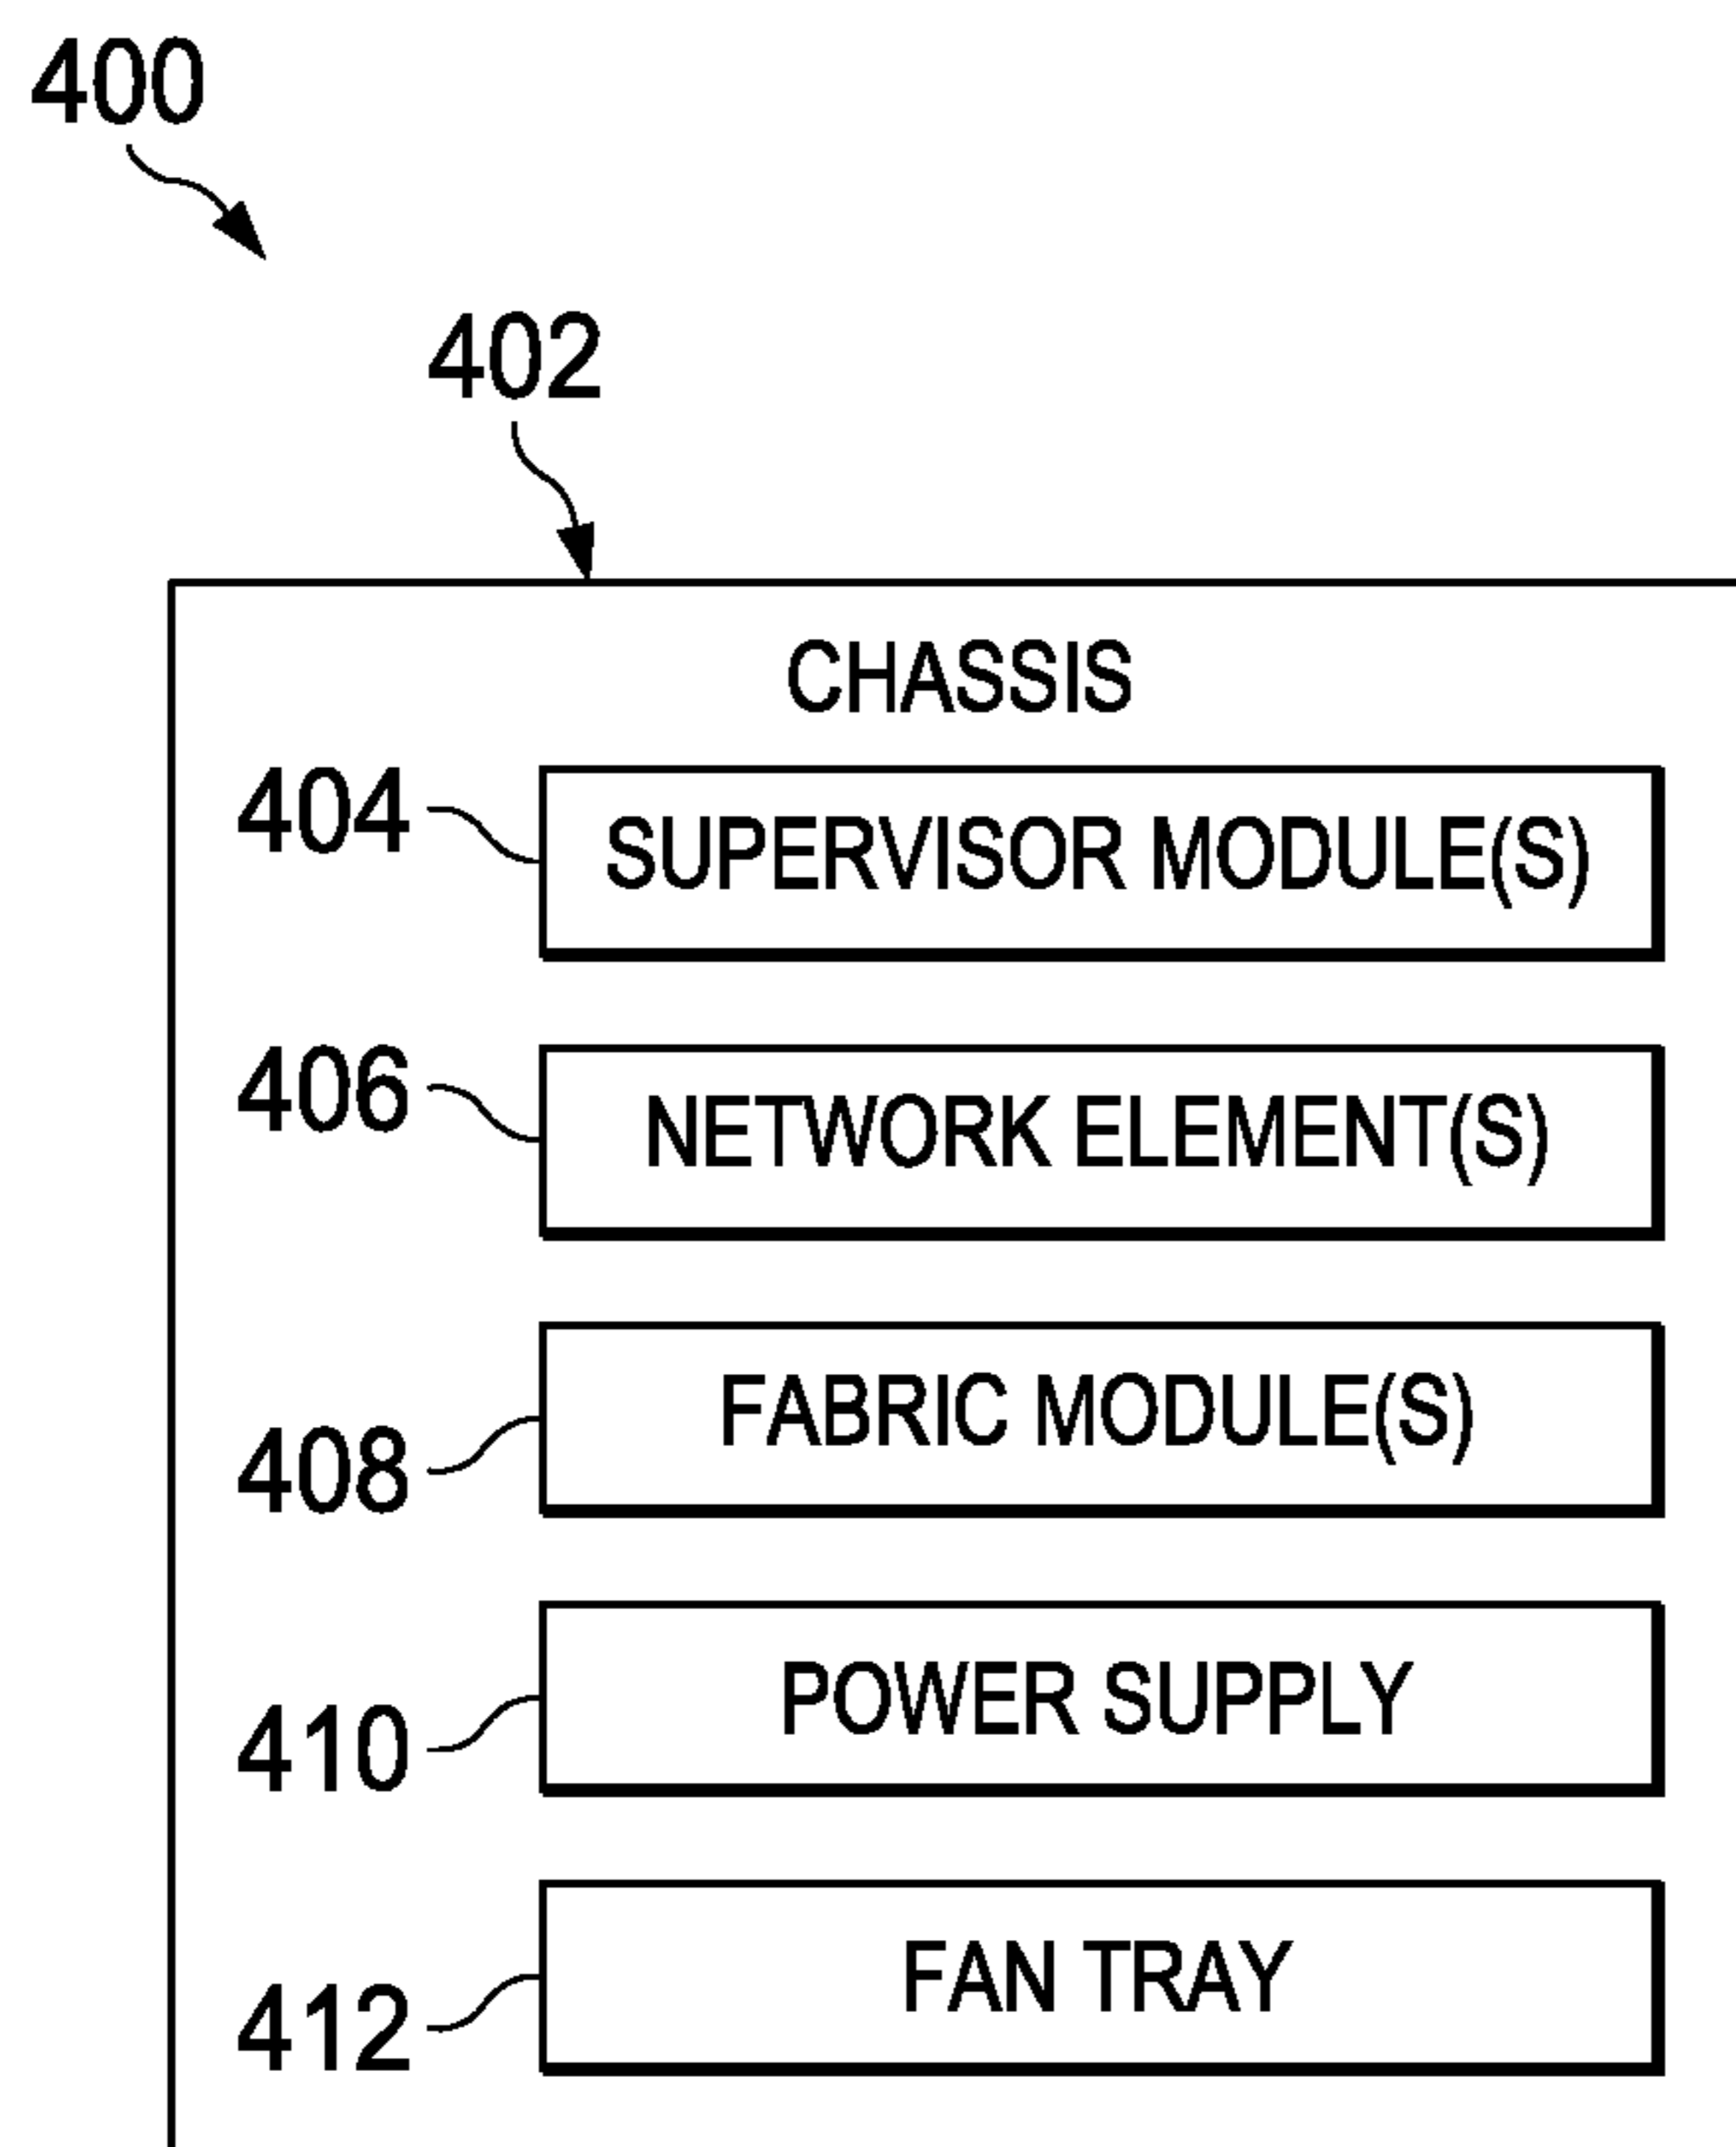 400
402
CHASSIS
404 SUPERVISOR MODULE(S)
406 NETWORK ELEMENT(S)
408 FABRIC MODULE(S)
410 POWER SUPPLY
412 FAN TRAY